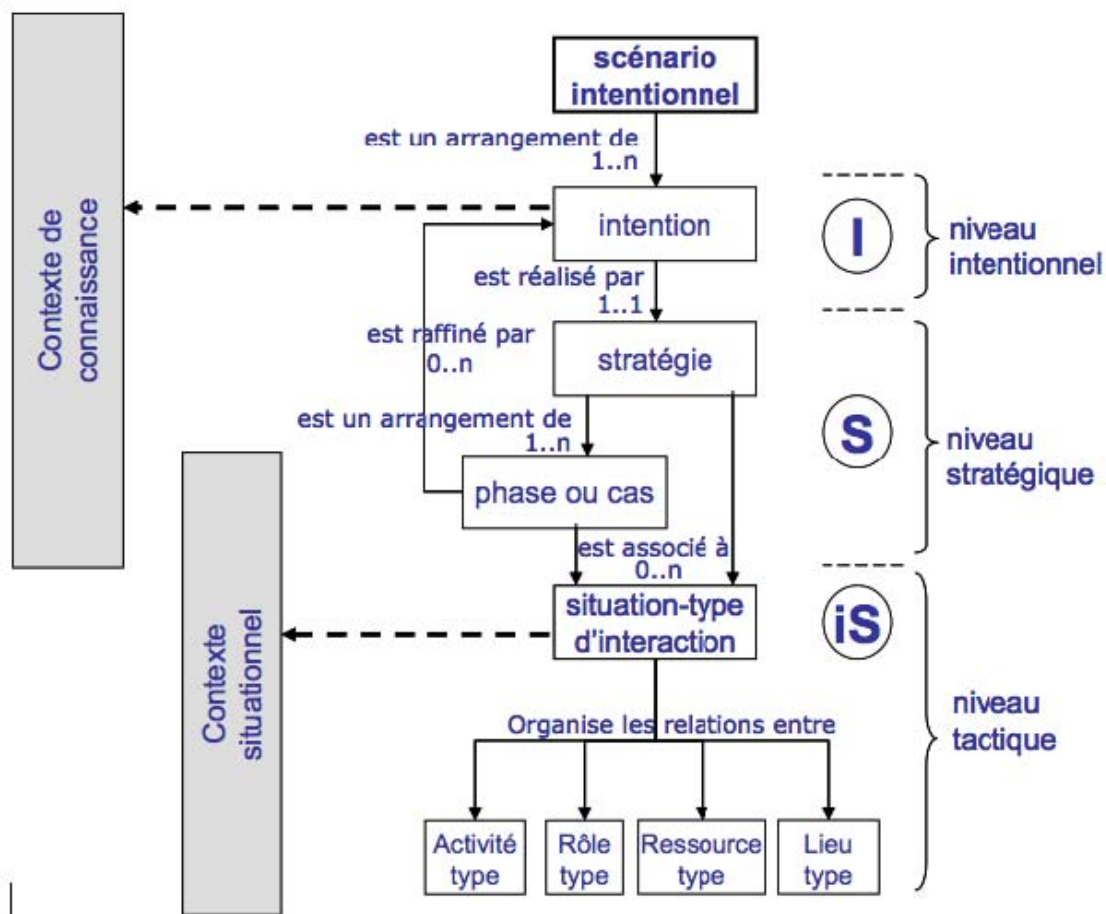 scénario
intentionnel
est un arrangement de
1..n
Contexte de
connaissance
intention
I
niveau
intentionnel
est réalisé par
1..1
est raffiné par
0..n
stratégie
est un arrangement de
1..n
S
niveau
stratégique
phase ou cas
est associé à
0..n
situation-type
d'interaction
iS
Contexte
situationnel
niveau
tactique
Organise les relations entre
Activité
type
Rôle
type
Ressource
type
Lieu
type